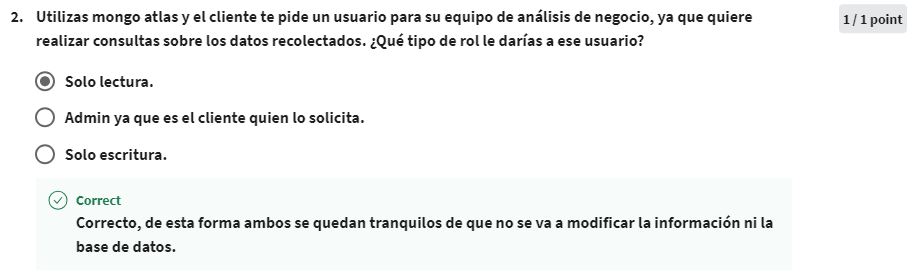 2. Utilizas mongo atlas y el cliente te pide un usuario para su equipo de análisis de negocio, ya que quiere
1 / 1 point
realizar consultas sobre los datos recolectados. ¿Qué tipo de rol le darías a ese usuario?
Solo lectura.
Admin ya que es el cliente quien lo solicita.
Solo escritura.
Correct
Correcto, de esta forma ambos se quedan tranquilos de que no se va a modificar la información ni la
base de datos.